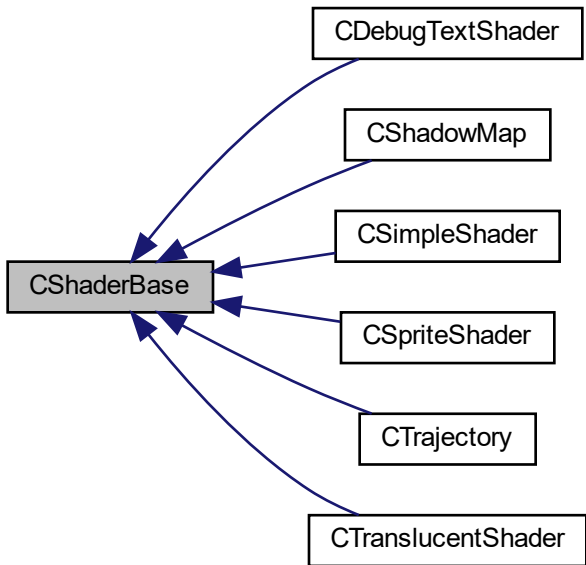 CDebugTextShader
CShadowMap
CSimpleShader
CShaderBase
CSpriteShader
CTrajectory
CTranslucentShader